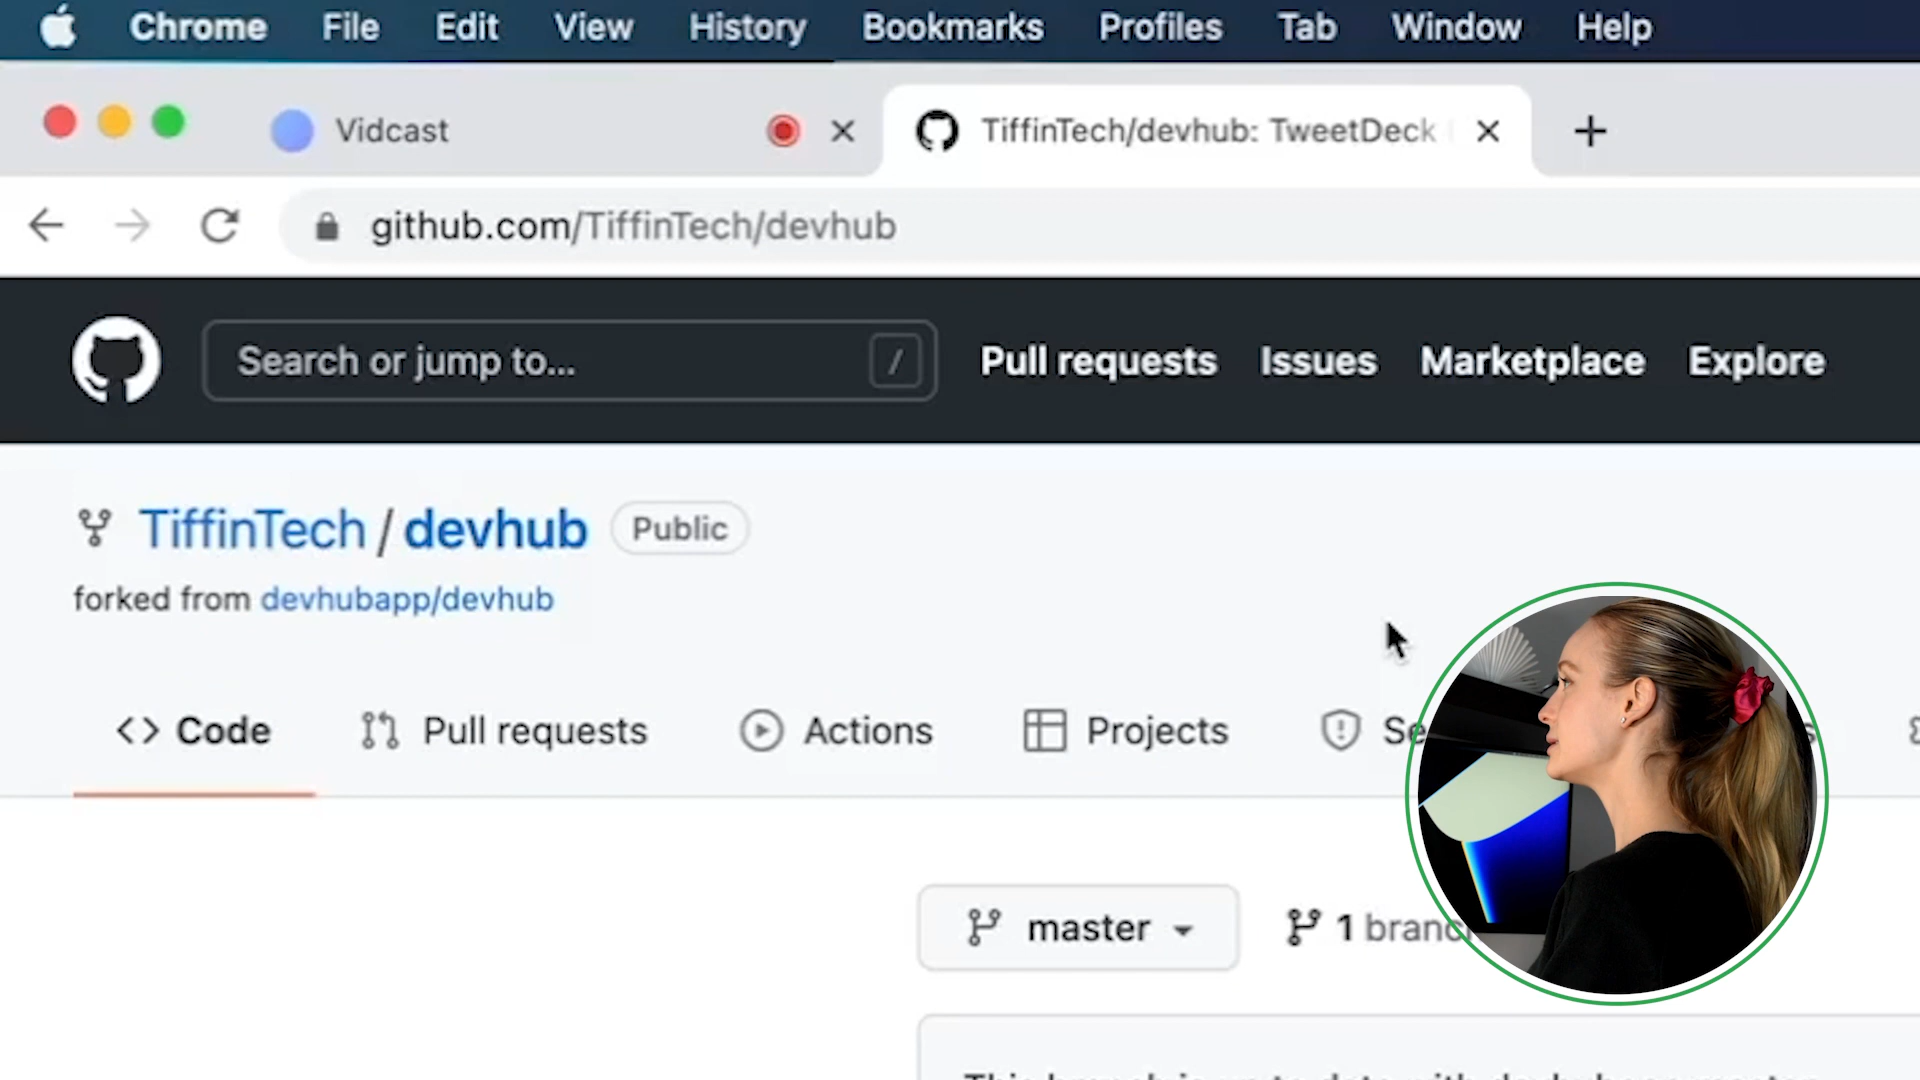 Chrome File Edit View History Bookmarks Profiles Tab Window Help
Vidcast TiffinTech/devhub: TweetDeck
github.com/TiffinTech/devhub
Search or jump to... / Pull requests Issues Marketplace Explore
TiffinTech / devhub Public
forked from devhubapp/devhub
Code Pull requests Actions Projects
master 1